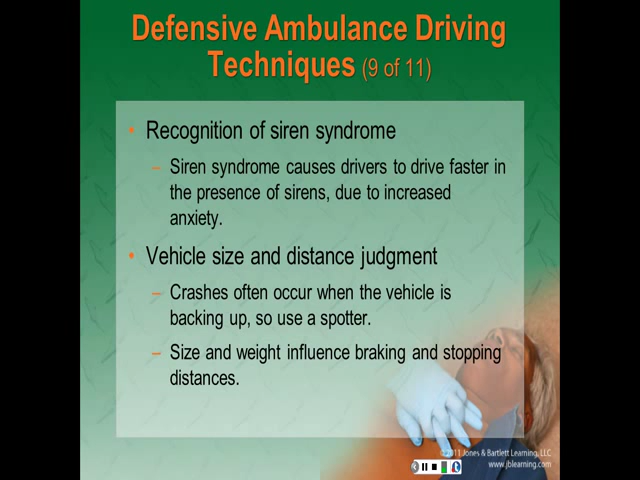 Defensive Ambulance Driving
Techniques (9 of 11)
• Recognition of siren syndrome
– Siren syndrome causes drivers to drive faster in
the presence of sirens, due to increased
anxiety.
• Vehicle size and distance judgment
– Crashes often occur when the vehicle is
backing up, so use a spotter.
– Size and weight influence braking and stopping
distances.
©2011 Jones & Bartlett Learning, LLC
www.jblearning.com